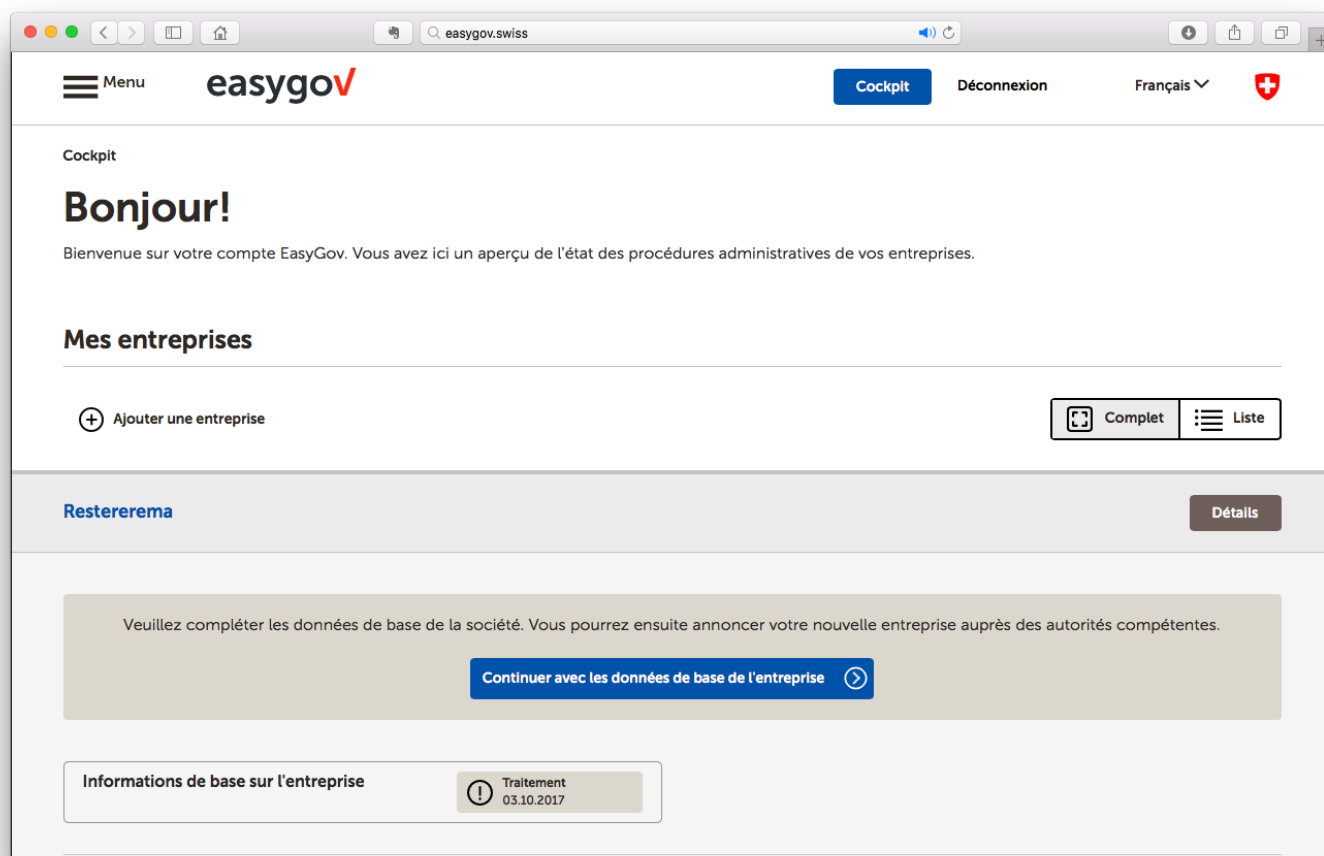 easygov.swiss
Menu
easygov
Cockpit
Déconnexion
Français
Cockpit
Bonjour!
Bienvenue sur votre compte EasyGov. Vous avez ici un aperçu de l'état des procédures administratives de vos entreprises.
Mes entreprises
Ajouter une entreprise
Complet
Liste
Restererema
Détails
Veuillez compléter les données de base de la société. Vous pourrez ensuite annoncer votre nouvelle entreprise auprès des autorités compétentes.
Continuer avec les données de base de l'entreprise
Informations de base sur l'entreprise
Traitement
03.10.2017